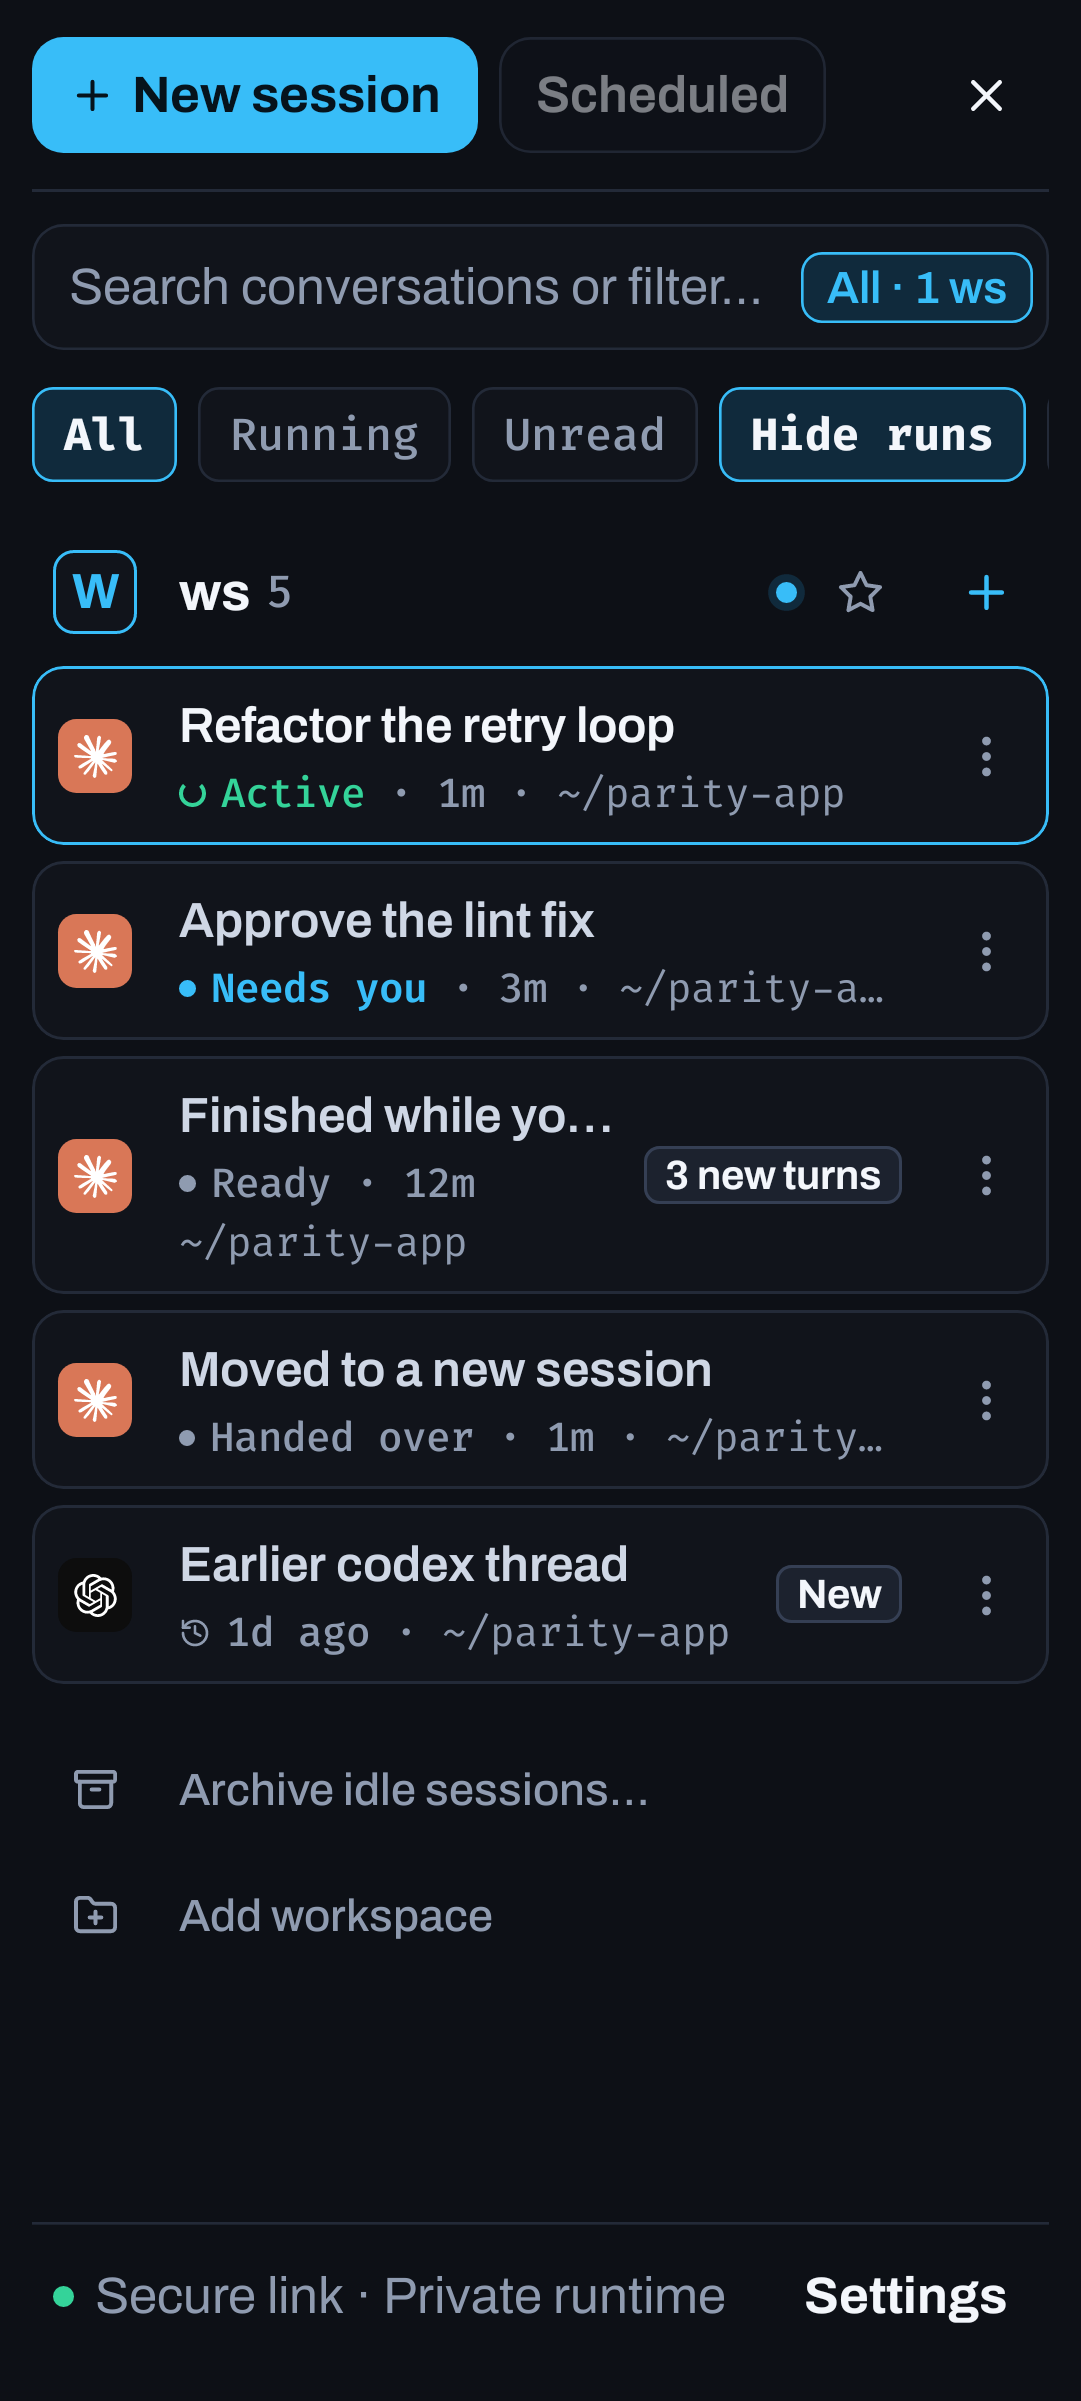 + New session
Scheduled
Search conversations or filter...
All · 1 ws
All
Running
Unread
Hide runs
W
ws 5
Refactor the retry loop
Active · 1m · ~/parity-app
Approve the lint fix
Needs you · 3m · ~/parity-a…
Finished while yo…
Ready · 12m
~/parity-app
3 new turns
Moved to a new session
Handed over · 1m · ~/parity…
Earlier codex thread
1d ago · ~/parity-app
New
Archive idle sessions...
Add workspace
Secure link · Private runtime
Settings